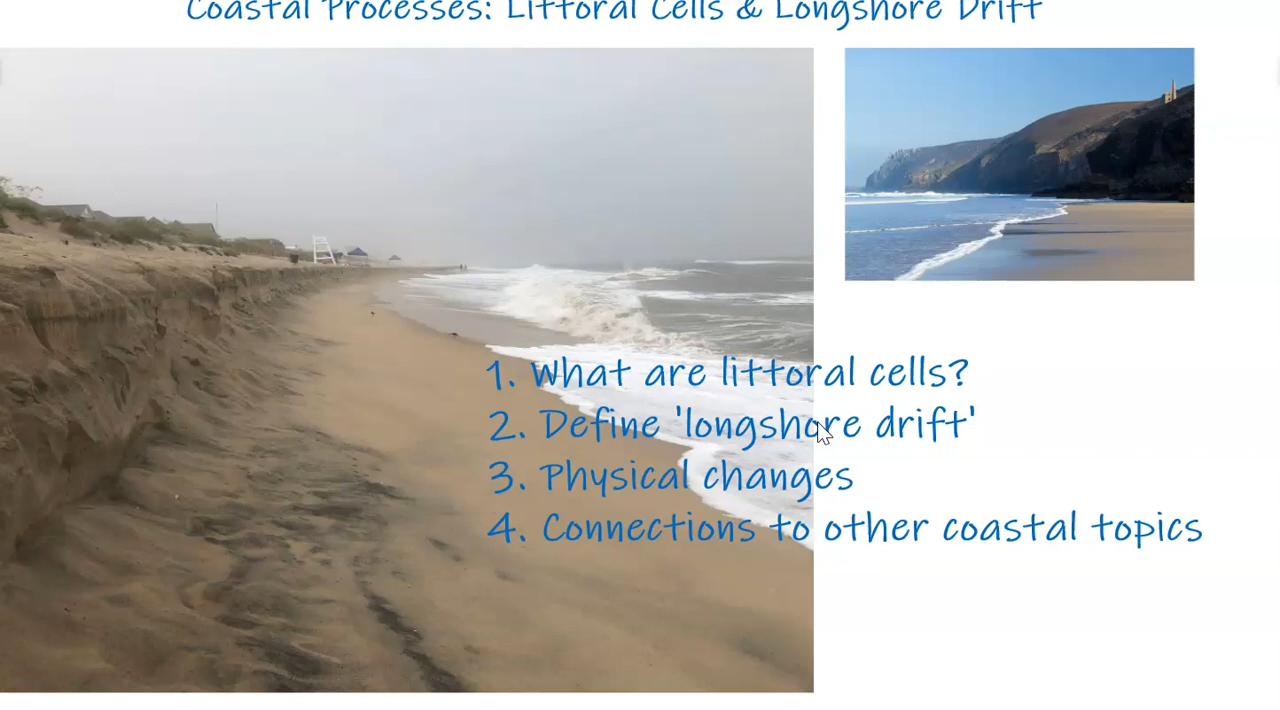 Coastal Processes: Littoral Cells & Longshore Drift
1. What are littoral cells?
2. Define 'longshore drift'
3. Physical changes
4. Connections to other coastal topics